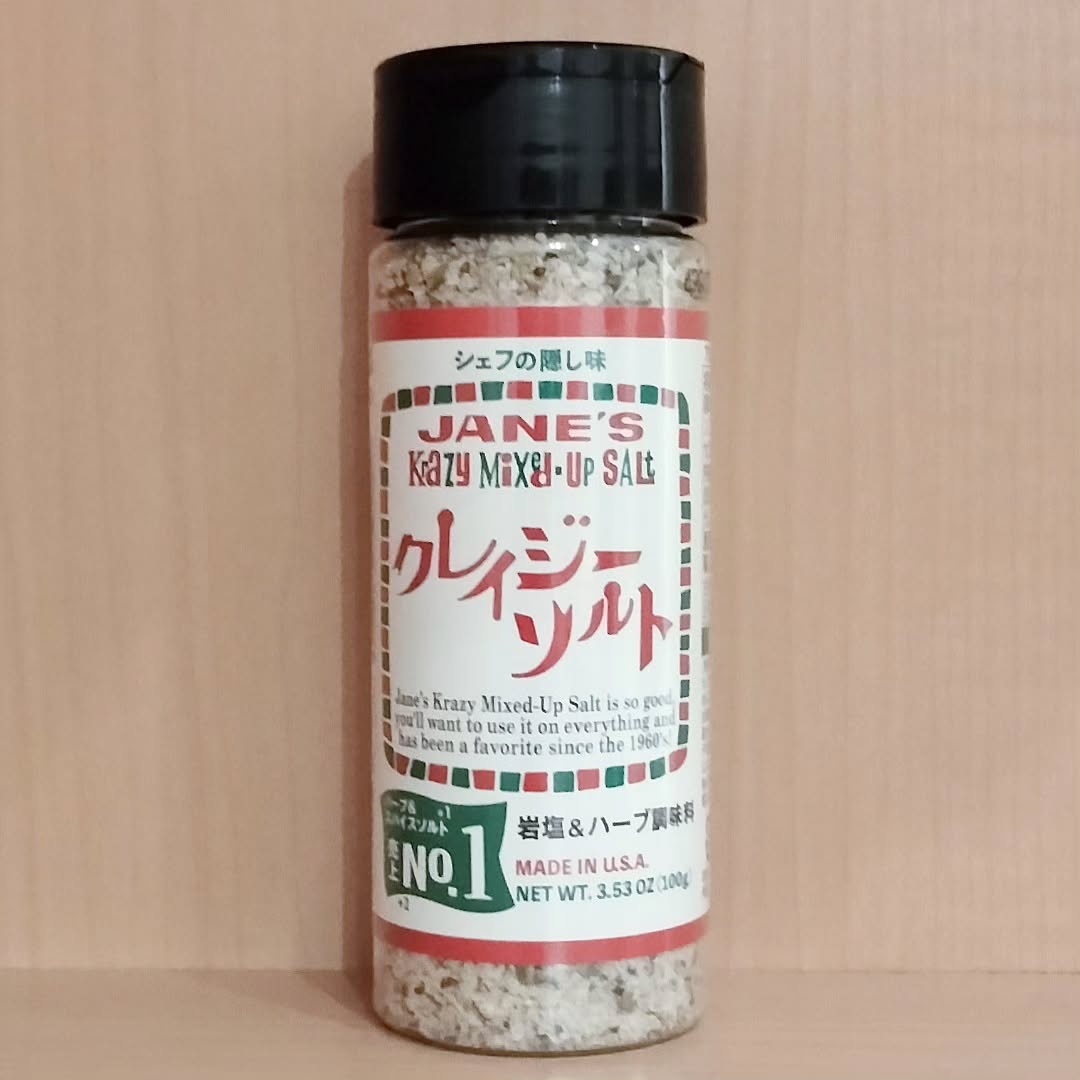 シェフの隠し味
JANE'S
Krazy Mixed-Up Salt
クレイジー
ソルト
Jane's Krazy Mixed-Up Salt is so good,
you'll want to use it on everything and
has been a favorite since the 1960's!
ハーブ& *1
スパイスソルト
売上 No.1
*2
岩塩&ハーブ調味料
MADE IN U.S.A.
NET WT. 3.53 OZ (100g)